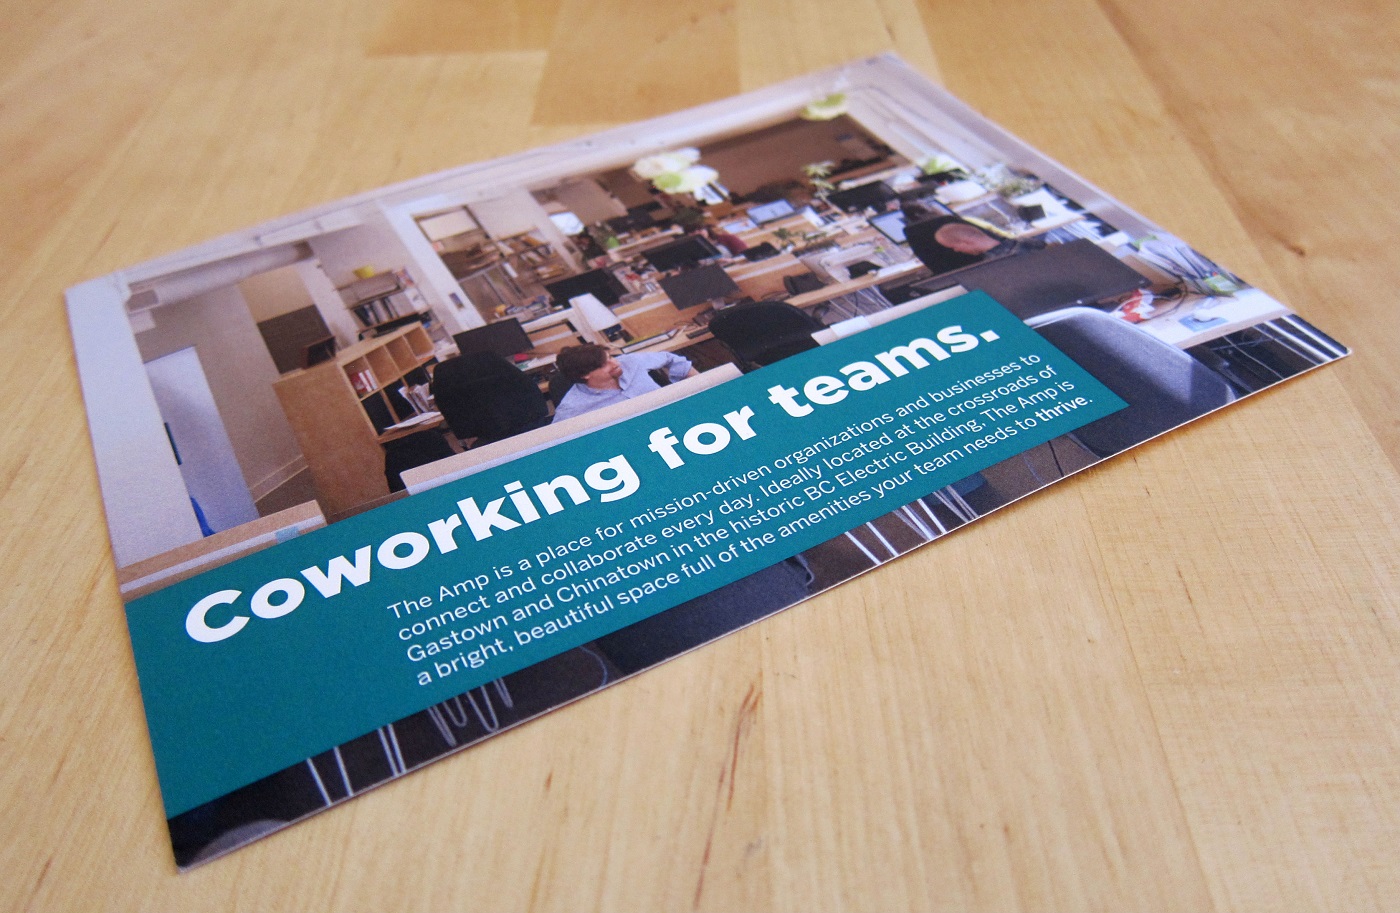 Coworking for teams.
The Amp is a place for mission-driven organizations and businesses to
connect and collaborate every day. Ideally located at the crossroads of
Gastown and Chinatown in the historic BC Electric Building, The Amp is
a bright, beautiful space full of the amenities your team needs to thrive.